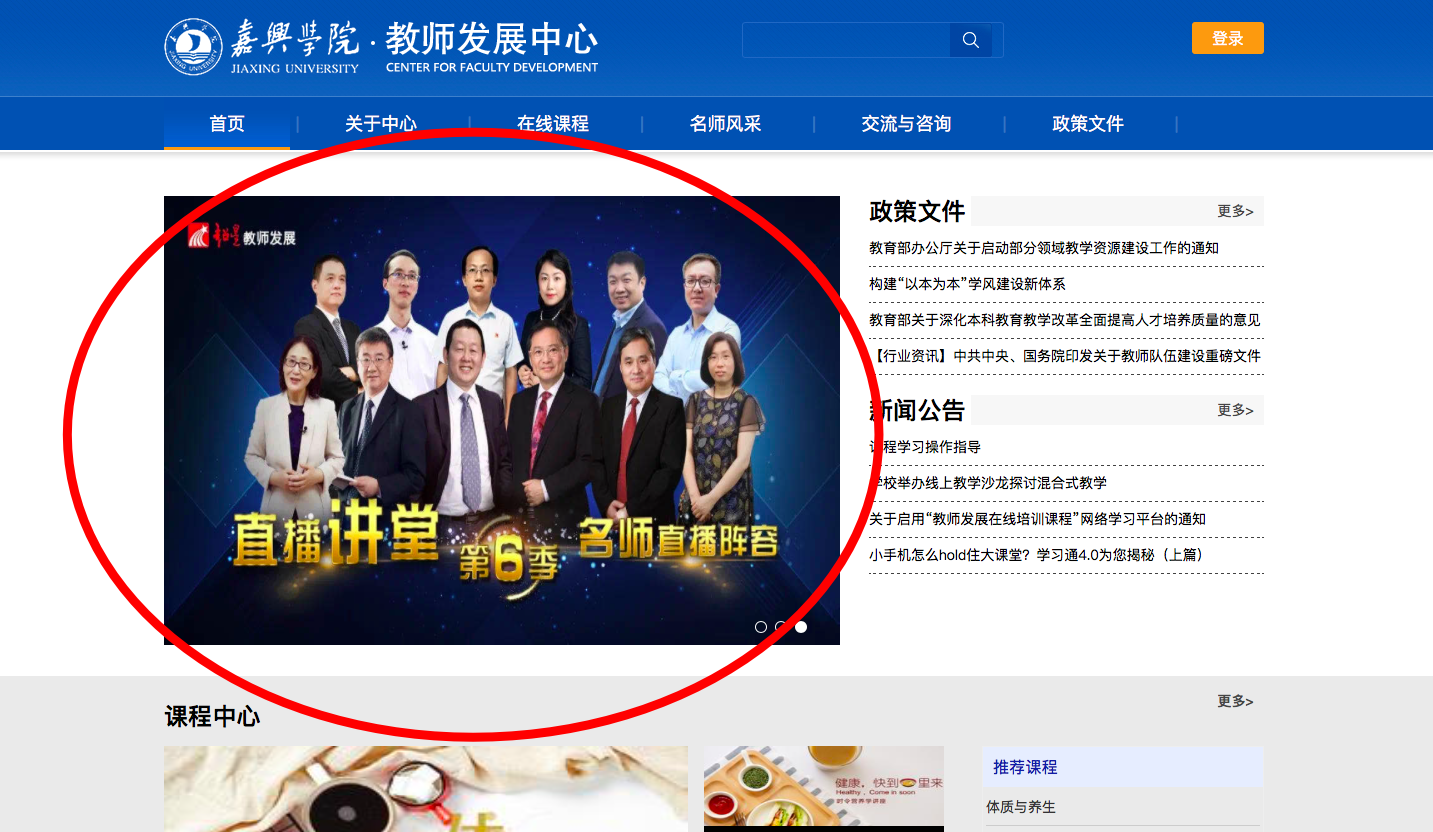 嘉興學院·教师发展中心
JIAXING UNIVERSITY CENTER FOR FACULTY DEVELOPMENT
登录
首页 关于中心 在线课程 名师风采 交流与咨询 政策文件
教师发展
直播讲堂 第6季 名师直播阵容
政策文件 更多>
教育部办公厅关于启动部分领域教学资源建设工作的通知
构建“以本为本”学风建设新体系
教育部关于深化本科教育教学改革全面提高人才培养质量的意见
【行业资讯】中共中央、国务院印发关于教师队伍建设重磅文件
新闻公告 更多>
课程学习操作指导
学校举办线上教学沙龙探讨混合式教学
关于启用“教师发展在线培训课程”网络学习平台的通知
小手机怎么hold住大课堂？学习通4.0为您揭秘（上篇）
课程中心 更多>
健康，快到碗里来
Healthy，Come in soon
时令营养学讲座
推荐课程
体质与养生